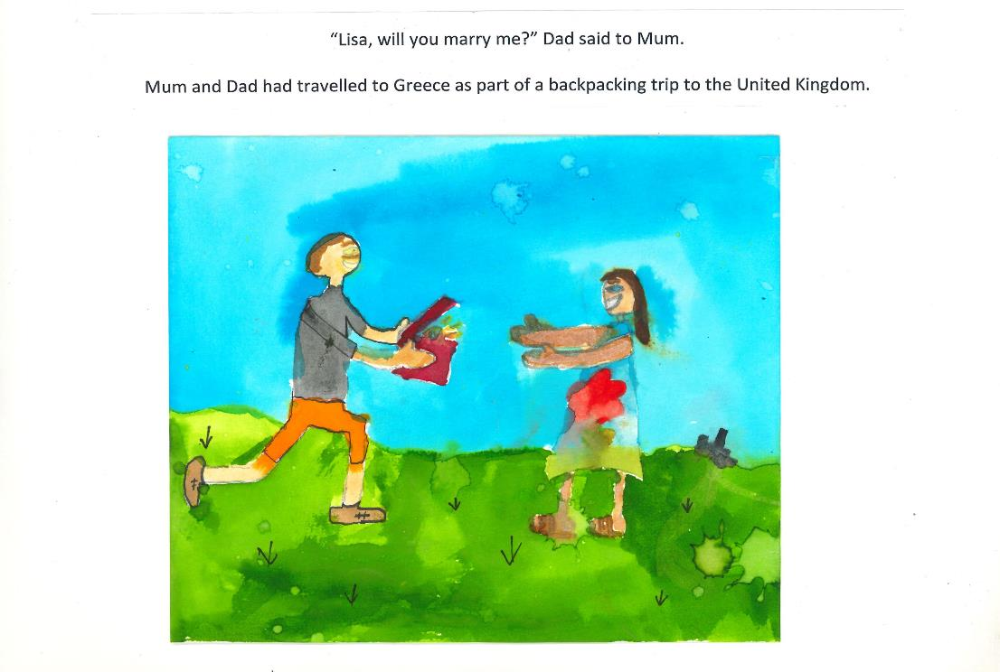 “Lisa, will you marry me?” Dad said to Mum.
Mum and Dad had travelled to Greece as part of a backpacking trip to the United Kingdom.